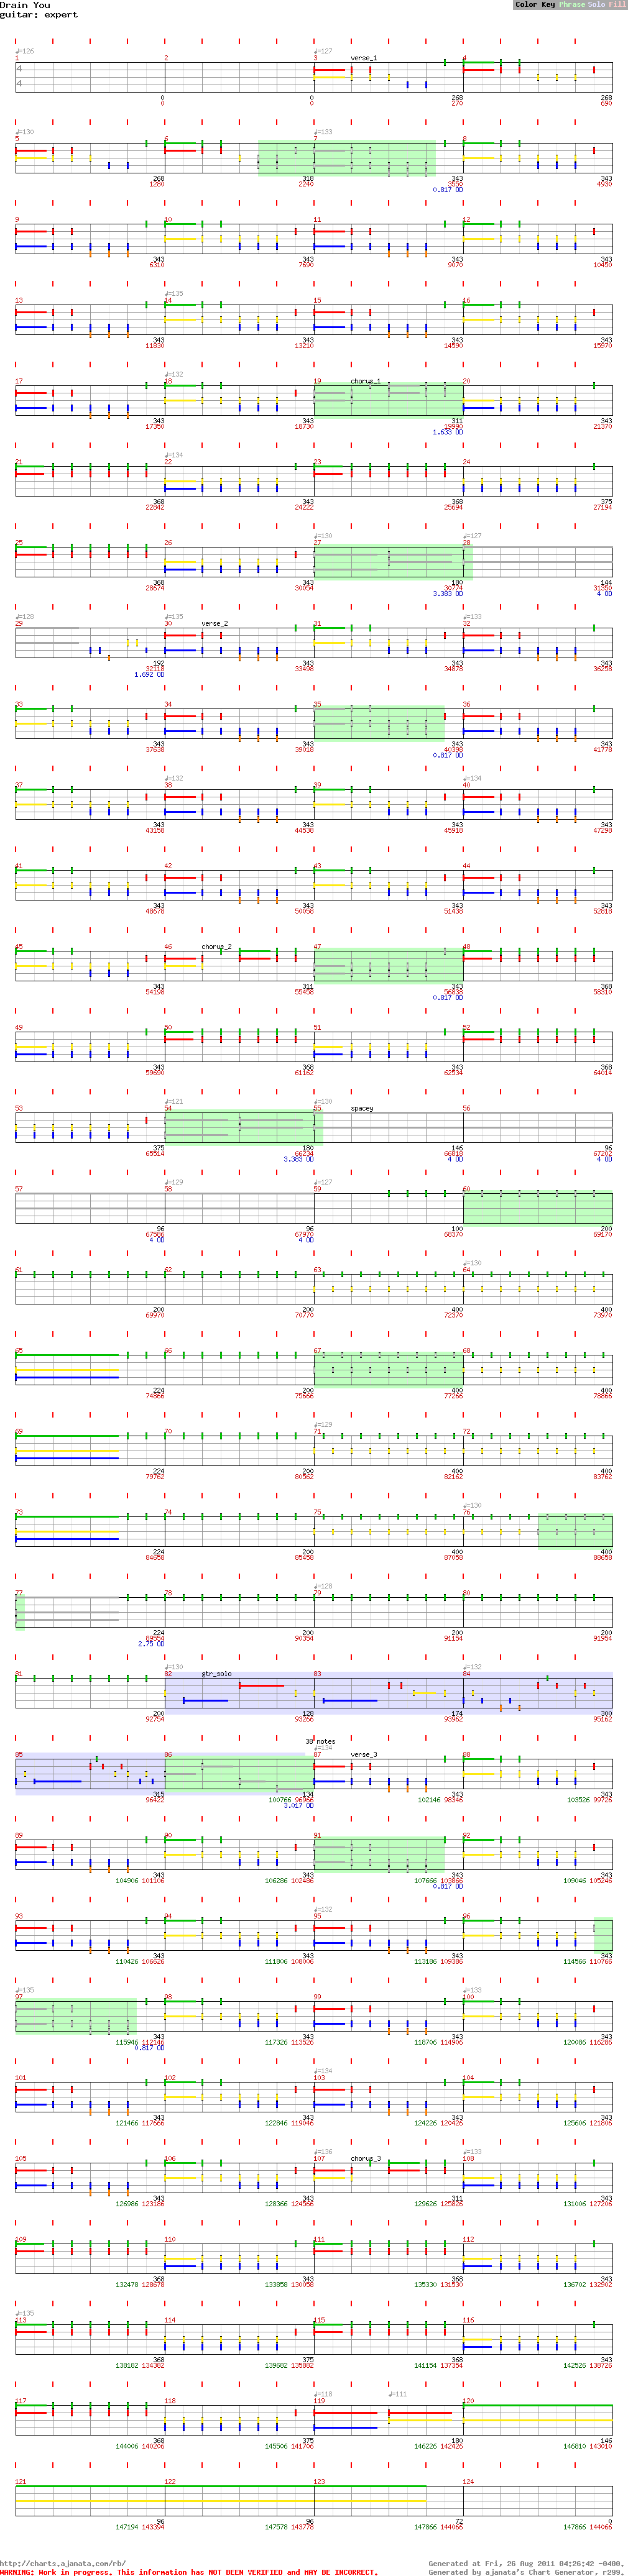 Drain You
guitar: expert
Color Key Phrase Solo Fill
♩=126 ♩=127
1 2 3 verse_1 4
4
4
0 0 268 268
0 0 270 690
♩=130 ♩=133
5 6 7 8
268 318 343 343
1280 2240 3550 4930
0.817 OD
9 10 11 12
343 343 343 343
6310 7690 9070 10450
♩=135
13 14 15 16
343 343 343 343
11830 13210 14590 15970
♩=132
17 18 19 chorus_1 20
343 343 311 343
17350 18730 19990 21370
1.633 OD
♩=134
21 22 23 24
368 343 368 375
22842 24222 25694 27194
♩=130 ♩=127
25 26 27 28
368 343 180 144
28674 30054 30774 31350
3.383 OD 4 OD
♩=128 ♩=135 ♩=133
29 30 verse_2 31 32
192 343 343 343
32118 33498 34878 36258
1.692 OD
33 34 35 36
343 343 343 343
37638 39018 40398 41778
0.817 OD
♩=132 ♩=134
37 38 39 40
343 343 343 343
43158 44538 45918 47298
41 42 43 44
343 343 343 343
48678 50058 51438 52818
45 46 chorus_2 47 48
343 311 343 368
54198 55458 56838 58310
0.817 OD
49 50 51 52
343 368 343 368
59690 61162 62534 64014
♩=121 ♩=130
53 54 55 spacey 56
375 180 146 96
65514 66234 66818 67202
3.383 OD 4 OD 4 OD
♩=129 ♩=127
57 58 59 60
96 96 100 200
67586 67970 68370 69170
4 OD 4 OD
♩=130
61 62 63 64
200 200 400 400
69970 70770 72370 73970
65 66 67 68
224 200 400 400
74866 75666 77266 78866
♩=129
69 70 71 72
224 200 400 400
79762 80562 82162 83762
♩=130
73 74 75 76
224 200 400 400
84658 85458 87058 88658
♩=128
77 78 79 80
224 200 200 200
89554 90354 91154 91954
2.75 OD
♩=130 ♩=132
81 82 gtr_solo 83 84
200 128 174 300
92754 93266 93962 95162
38 notes
♩=134
85 86 87 verse_3 88
315 134 343 343
96422 100766 96966 102146 98346 103526 99726
3.017 OD
89 90 91 92
343 343 343 343
104906 101106 106286 102486 107666 103866 109046 105246
0.817 OD
♩=132
93 94 95 96
343 343 343 343
110426 106626 111806 108006 113186 109386 114566 110766
♩=135 ♩=133
97 98 99 100
343 343 343 343
115946 112146 117326 113526 118706 114906 120086 116286
0.817 OD
♩=134
101 102 103 104
343 343 343 343
121466 117666 122846 119046 124226 120426 125606 121806
♩=136 ♩=133
105 106 107 chorus_3 108
343 343 311 343
126986 123186 128366 124566 129626 125826 131006 127206
109 110 111 112
368 343 368 343
132478 128678 133858 130058 135330 131530 136702 132902
♩=135
113 114 115 116
368 375 368 343
138182 134382 139682 135882 141154 137354 142526 138726
♩=118 ♩=111
117 118 119 120
368 375 180 146
144006 140206 145506 141706 146226 142426 146810 143010
121 122 123 124
96 96 72 0
147194 143394 147578 143778 147866 144066 147866 144066
http://charts.ajanata.com/rb/
Generated at Fri, 26 Aug 2011 04:26:42 -0400.
WARNING: Work in progress. This information has NOT BEEN VERIFIED and MAY BE INCORRECT.
Generated by ajanata's Chart Generator, r299.